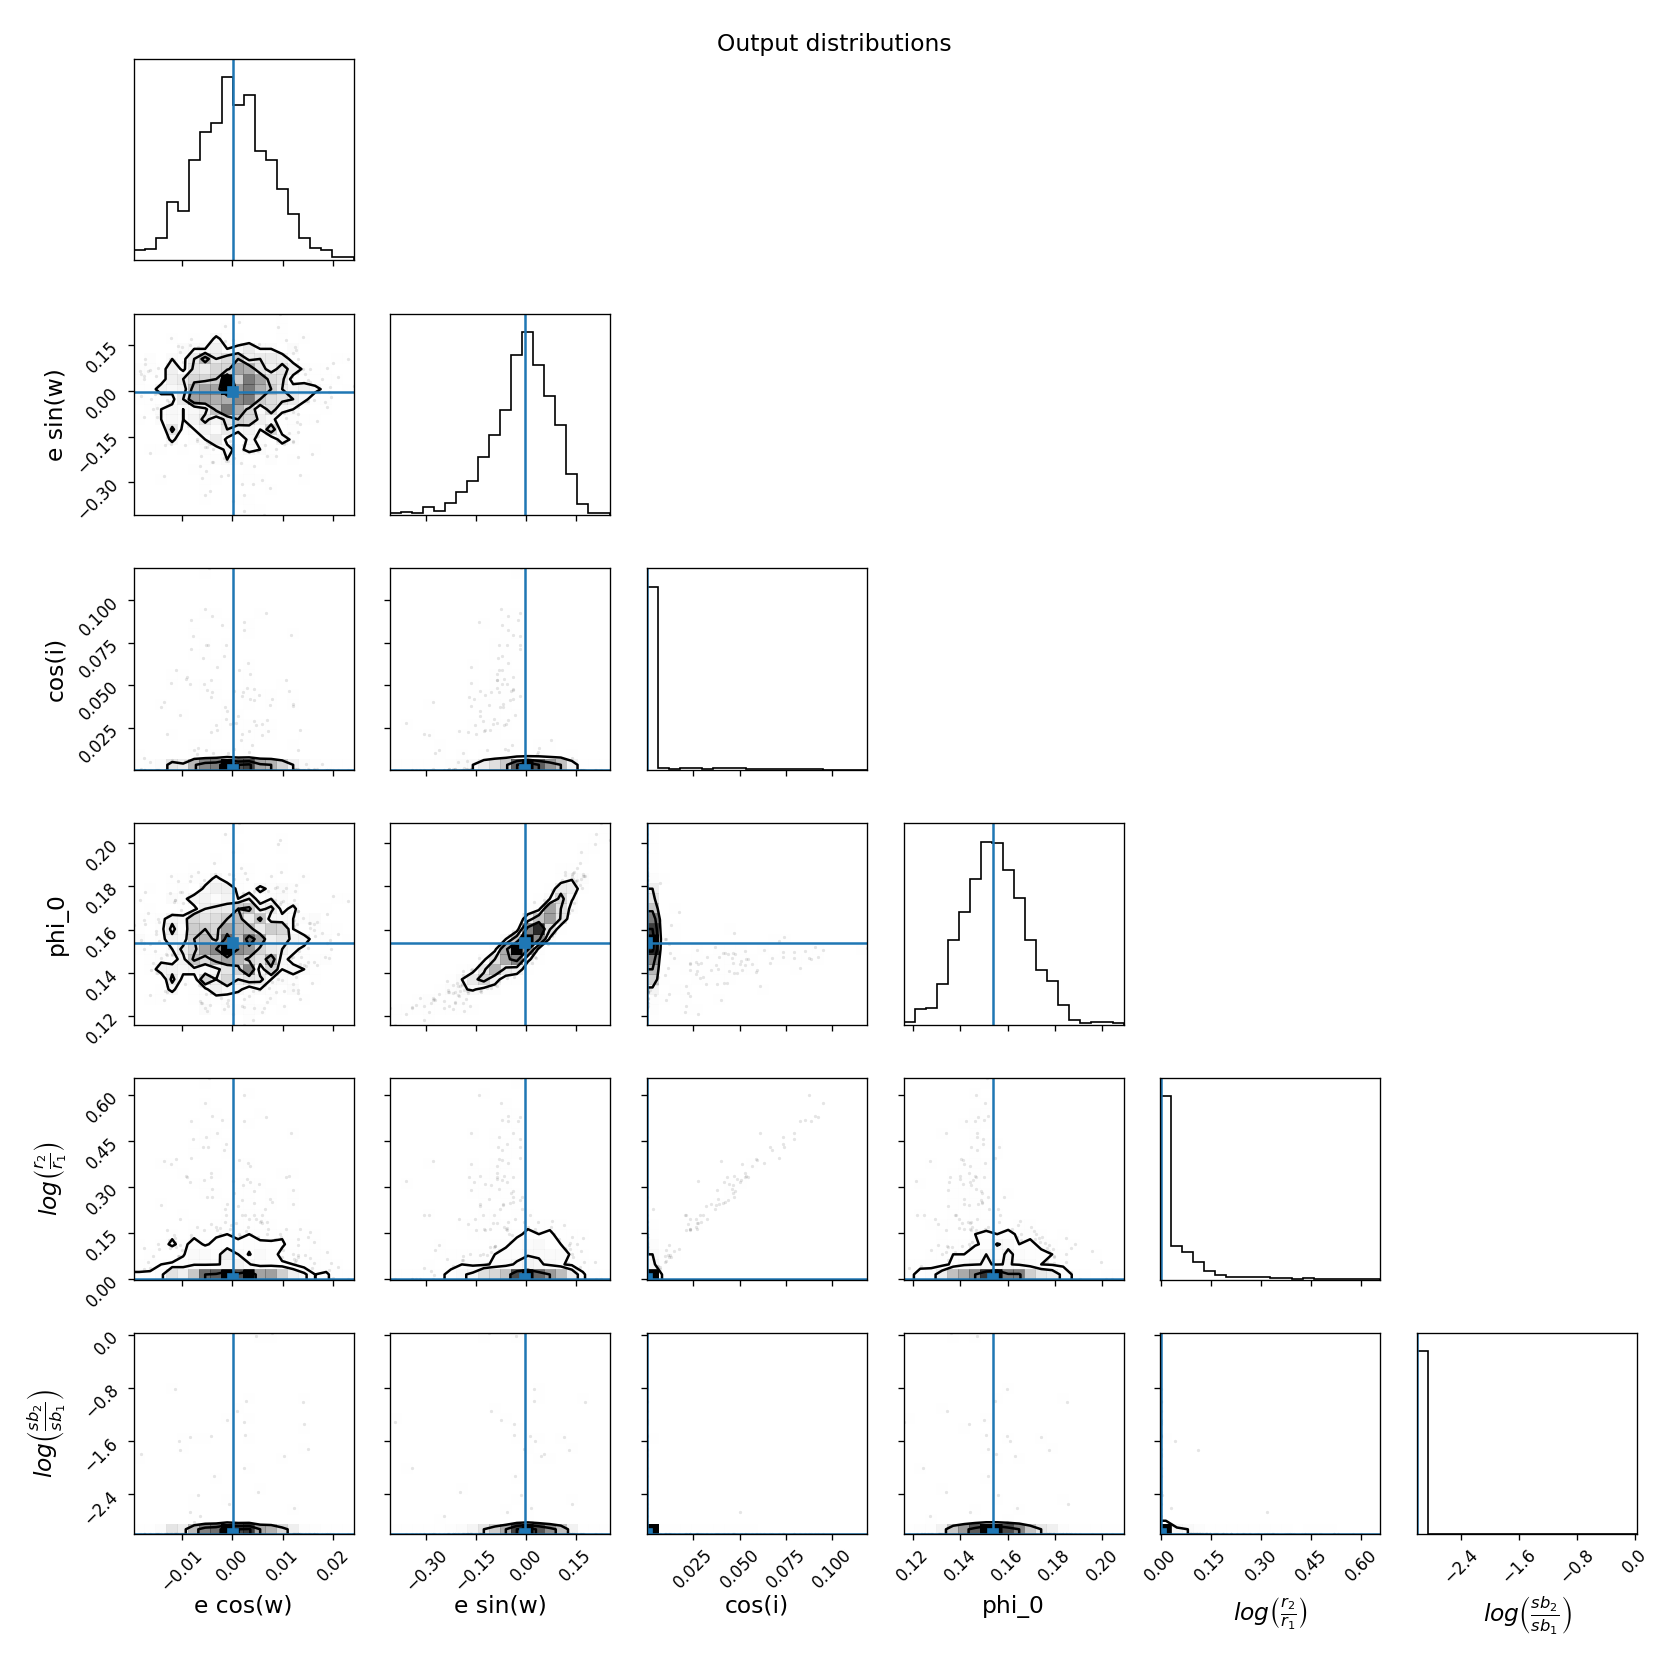 Output distributions
e sin(w)
0.15
0.00
−0.15
−0.30
cos(i)
0.100
0.075
0.050
0.025
phi_0
0.20
0.18
0.16
0.14
0.12
log(r₂/r₁)
0.60
0.45
0.30
0.15
0.00
log(sb₂/sb₁)
0.0
−0.8
−1.6
−2.4
−0.01 0.00 0.01 0.02
e cos(w)
−0.30 −0.15 0.00 0.15
e sin(w)
0.025 0.050 0.075 0.100
cos(i)
0.12 0.14 0.16 0.18 0.20
phi_0
0.00 0.15 0.30 0.45 0.60
log(r₂/r₁)
−2.4 −1.6 −0.8 0.0
log(sb₂/sb₁)